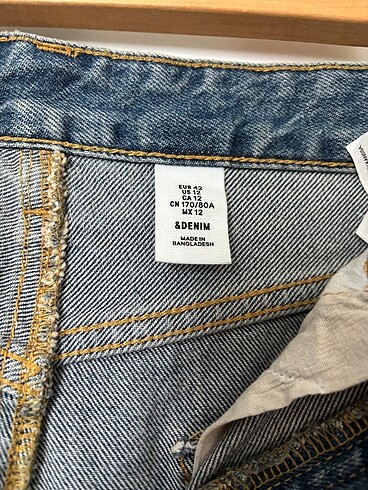 EUR 42
US 12
CA 12
CN 170/80A
MX 12
&DENIM
MADE IN
BANGLADESH